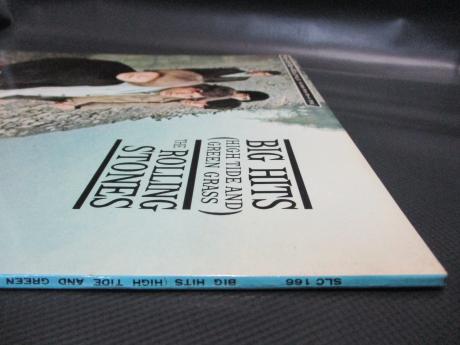 BIG HITS
(HIGH TIDE AND
GREEN GRASS)
THE ROLLING
STONES
SLC 166 BIG HITS (HIGH TIDE AND GREEN